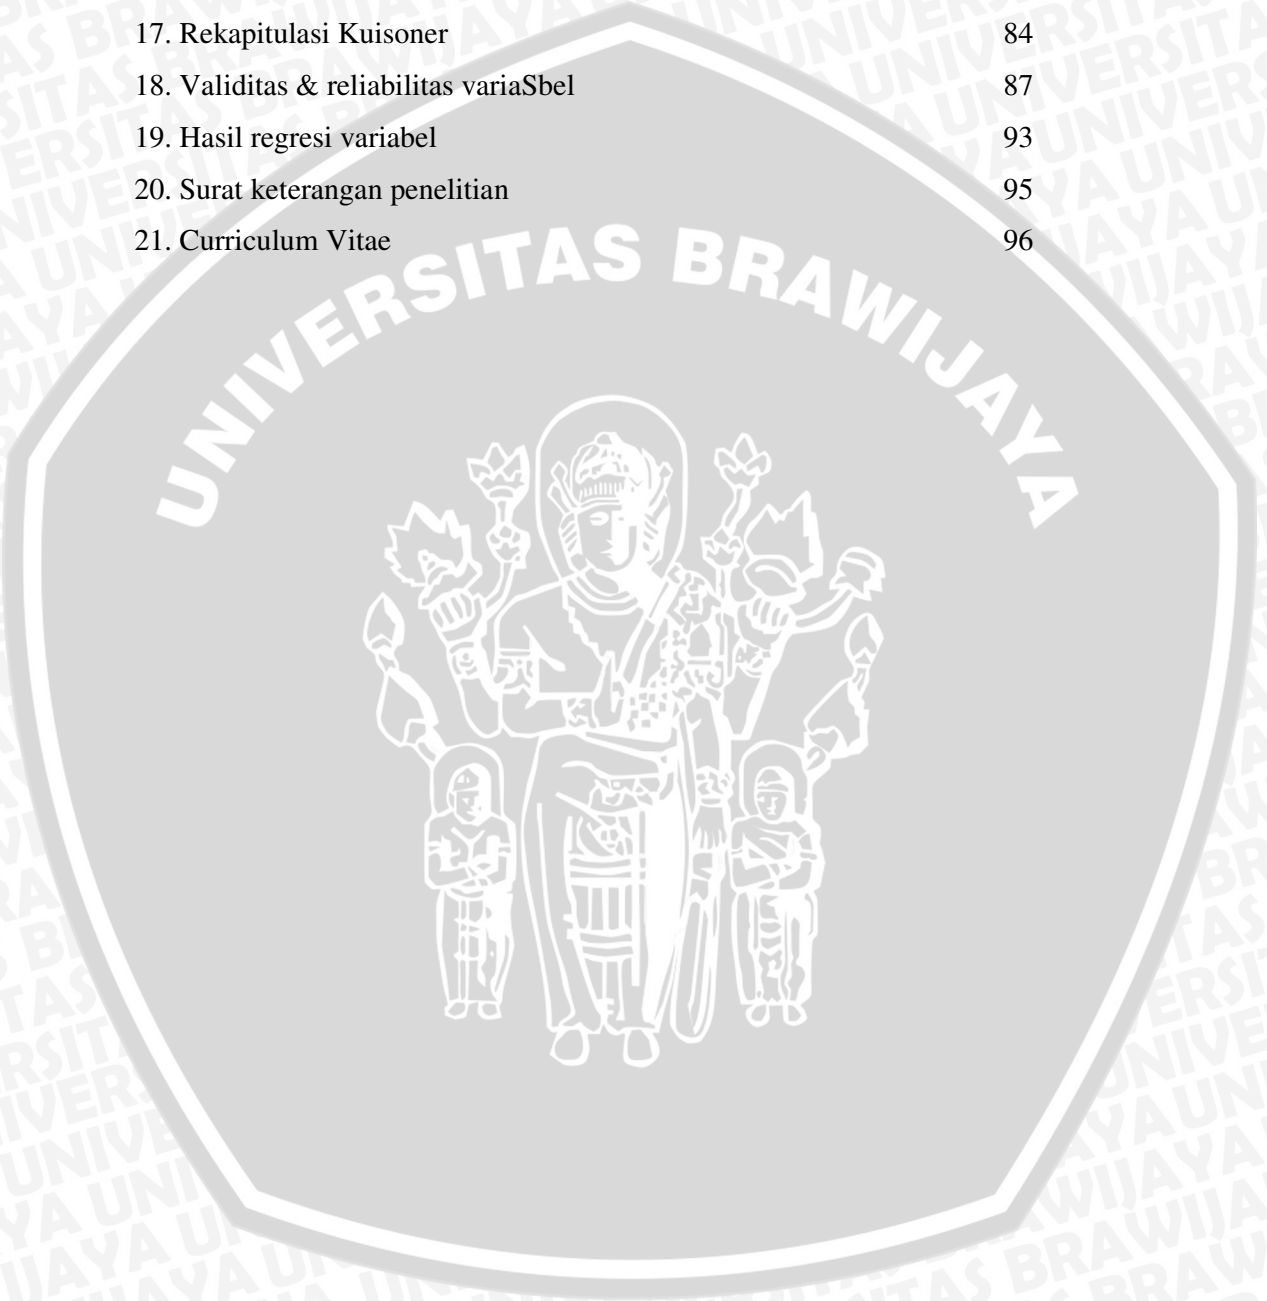 17. Rekapitulasi Kuisoner 84
18. Validitas & reliabilitas variaSbel 87
19. Hasil regresi variabel 93
20. Surat keterangan penelitian 95
21. Curriculum Vitae 96
UNIVERSITAS BRAWIJAYA